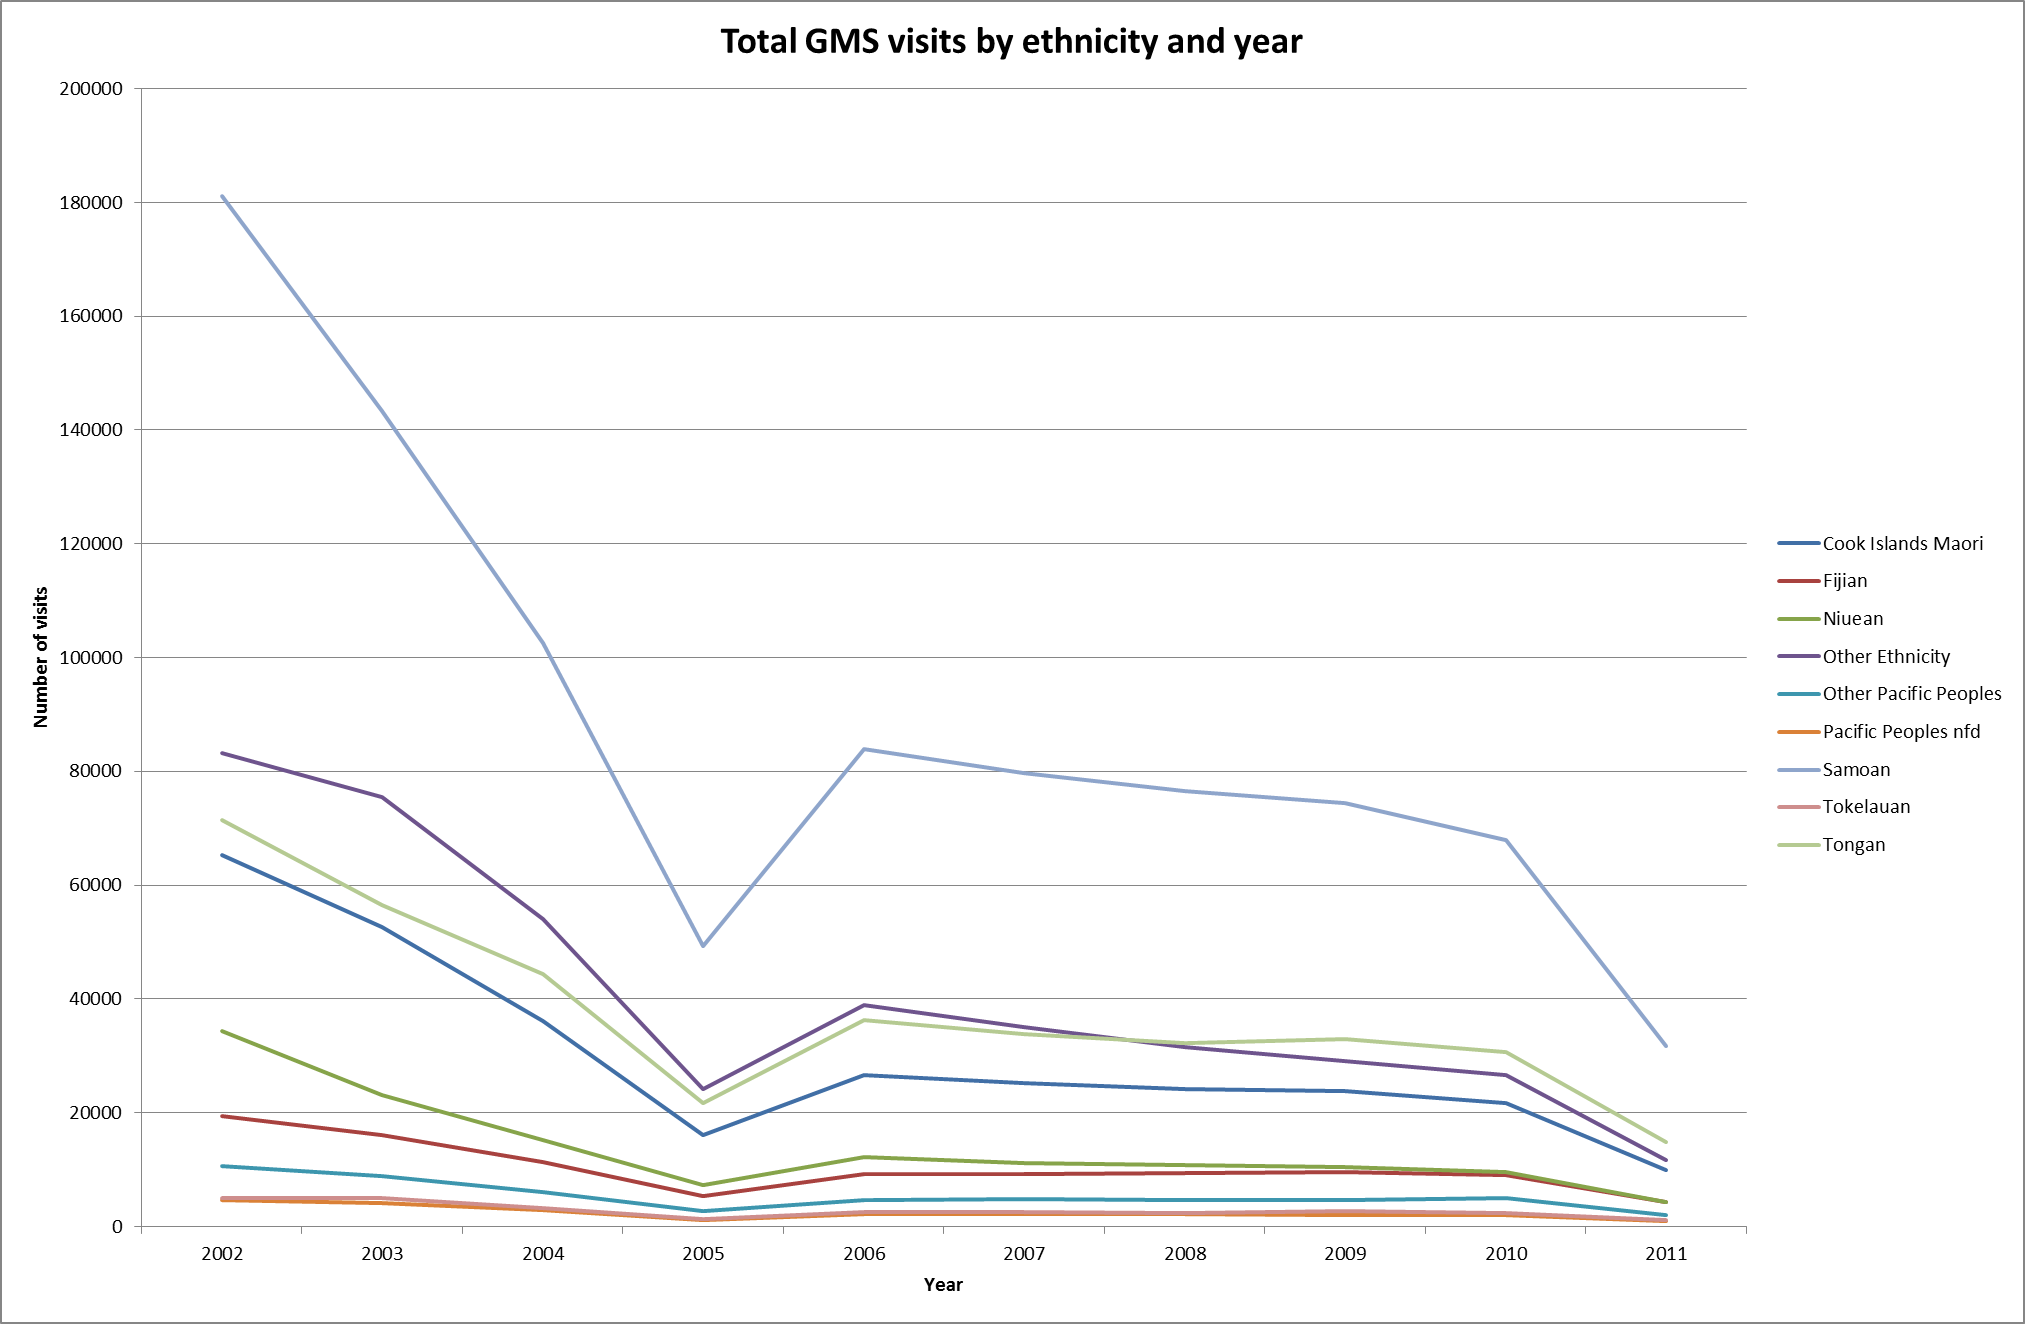 Total GMS visits by ethnicity and year
200000
180000
160000
140000
120000
100000
80000
60000
40000
20000
0
Number of visits
2002 2003 2004 2005 2006 2007 2008 2009 2010 2011
Year
Cook Islands Maori
Fijian
Niuean
Other Ethnicity
Other Pacific Peoples
Pacific Peoples nfd
Samoan
Tokelauan
Tongan